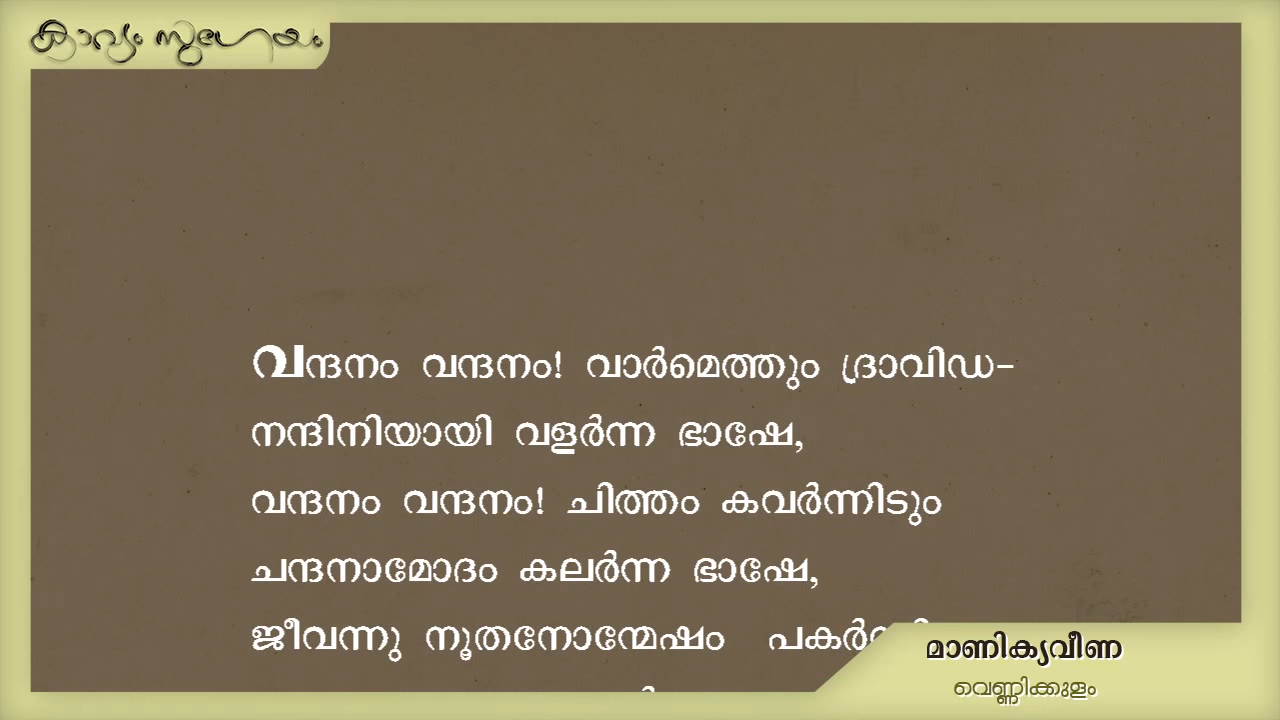 കാവ്യം സുഗേയം
വന്ദനം വന്ദനം! വാർമെത്തും ദ്രാവിഡ-
നന്ദിനിയായി വളർന്ന ഭാഷേ,
വന്ദനം വന്ദനം! ചിത്തം കവർന്നിടും
ചന്ദനാമോദം കലർന്ന ഭാഷേ,
ജീവന്നു നൂതനോന്മേഷം
മാണിക്യവീണ
വെണ്ണിക്കുളം